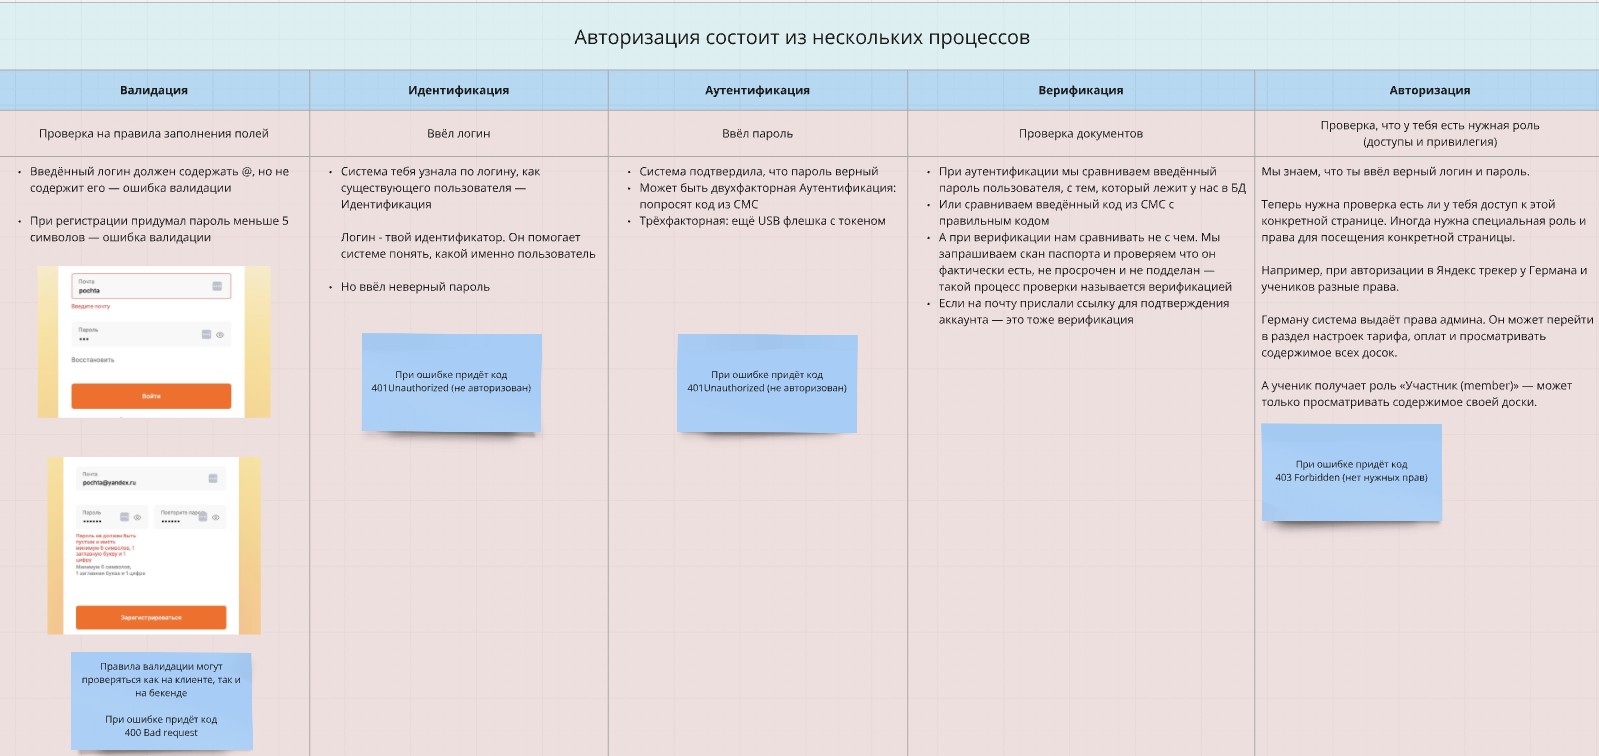 Авторизация состоит из нескольких процессов
Валидация
Идентификация
Аутентификация
Верификация
Авторизация
Проверка на правила заполнения полей
Ввёл логин
Ввёл пароль
Проверка документов
Проверка, что у тебя есть нужная роль
(доступы и привилегия)
• Введённый логин должен содержать @, но не
содержит его — ошибка валидации
• При регистрации придумал пароль меньше 5
символов — ошибка валидации
Почта
pochta
Введите почту
Пароль
•••
Восстановить
Войти
Почта
pochta@yandex.ru
Пароль
••••••
Повторите пароль
••••••
Пароль не должен быть
пустым и иметь
минимум 6 символов, 1
заглавную букву и 1
цифру
Минимум 6 символов,
1 заглавная буква и 1 цифра
Зарегистрироваться
Правила валидации могут
проверяться как на клиенте, так и
на бекенде
При ошибке придёт код
400 Bad request
• Система тебя узнала по логину, как
существующего пользователя —
Идентификация
Логин - твой идентификатор. Он помогает
системе понять, какой именно пользователь
• Но ввёл неверный пароль
При ошибке придёт код
401Unauthorized (не авторизован)
• Система подтвердила, что пароль верный
• Может быть двухфакторная Аутентификация:
попросят код из СМС
• Трёхфакторная: ещё USB флешка с токеном
При ошибке придёт код
401Unauthorized (не авторизован)
• При аутентификации мы сравниваем введённый
пароль пользователя, с тем, который лежит у нас в БД
• Или сравниваем введённый код из СМС с
правильным кодом
• А при верификации нам сравнивать не с чем. Мы
запрашиваем скан паспорта и проверяем что он
фактически есть, не просрочен и не подделан —
такой процесс проверки называется верификацией
• Если на почту прислали ссылку для подтверждения
аккаунта — это тоже верификация
Мы знаем, что ты ввёл верный логин и пароль.
Теперь нужна проверка есть ли у тебя доступ к этой
конкретной странице. Иногда нужна специальная роль и
права для посещения конкретной страницы.
Например, при авторизации в Яндекс трекер у Германа и
учеников разные права.
Герману система выдаёт права админа. Он может перейти
в раздел настроек тарифа, оплат и просматривать
содержимое всех досок.
А ученик получает роль «Участник (member)» — может
только просматривать содержимое своей доски.
При ошибке придёт код
403 Forbidden (нет нужных прав)